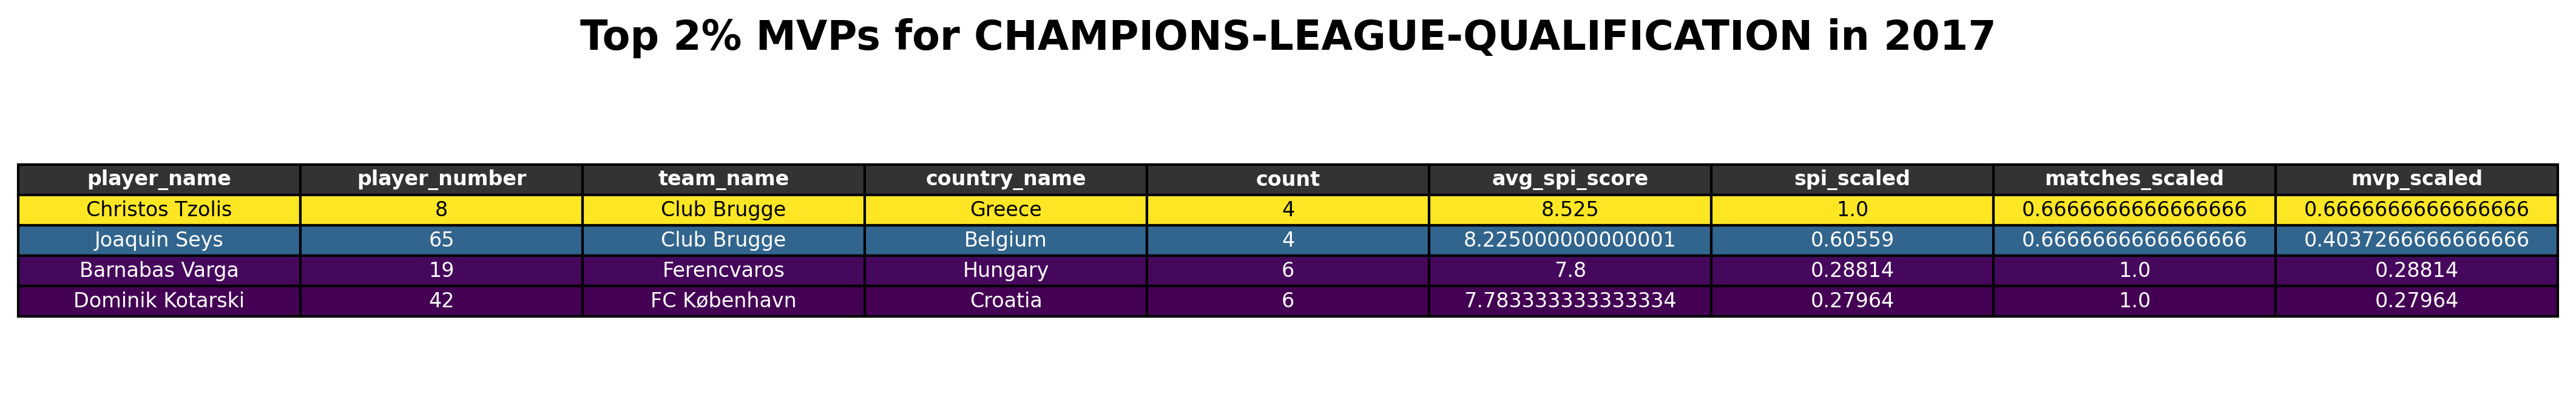 Top 2% MVPs for CHAMPIONS-LEAGUE-QUALIFICATION in 2017
player_name player_number team_name country_name count avg_spi_score spi_scaled matches_scaled mvp_scaled
Christos Tzolis 8 Club Brugge Greece 4 8.525 1.0 0.6666666666666666 0.6666666666666666
Joaquin Seys 65 Club Brugge Belgium 4 8.225000000000001 0.60559 0.6666666666666666 0.4037266666666666
Barnabas Varga 19 Ferencvaros Hungary 6 7.8 0.28814 1.0 0.28814
Dominik Kotarski 42 FC København Croatia 6 7.783333333333334 0.27964 1.0 0.27964